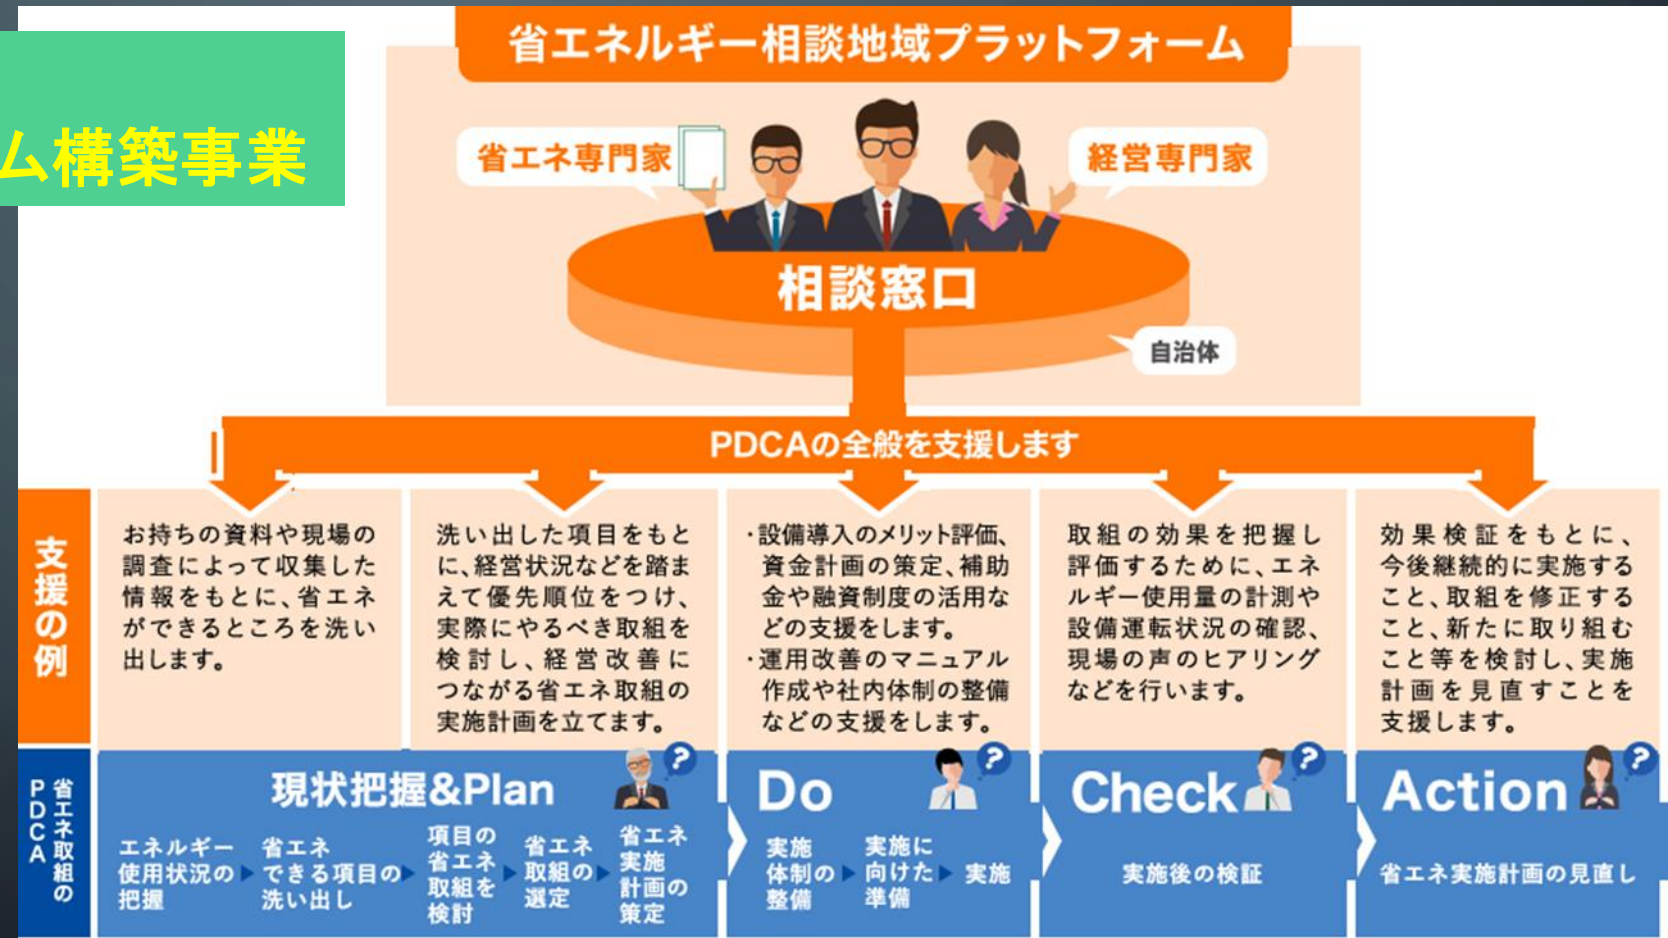 省エネルギー相談地域プラットフォーム
ム構築事業
省エネ専門家
経営専門家
相談窓口
自治体
PDCAの全般を支援します
支援の例
お持ちの資料や現場の
調査によって収集した
情報をもとに、省エネ
ができるところを洗い
出します。
洗い出した項目をもと
に、経営状況などを踏ま
えて優先順位をつけ、
実際にやるべき取組を
検討し、経営改善に
つながる省エネ取組の
実施計画を立てます。
・設備導入のメリット評価、
資金計画の策定、補助
金や融資制度の活用な
どの支援をします。
・運用改善のマニュアル
作成や社内体制の整備
などの支援をします。
取組の効果を把握し
評価するために、エネ
ルギー使用量の計測や
設備運転状況の確認、
現場の声のヒアリング
などを行います。
効果検証をもとに、
今後継続的に実施する
こと、取組を修正する
こと、新たに取り組む
こと等を検討し、実施
計画を見直すことを
支援します。
省エネ取組の
PDCA
現状把握&Plan
?
エネルギー
使用状況の
把握
省エネ
できる項目の
洗い出し
項目の
省エネ
取組を
検討
省エネ
取組の
選定
省エネ
実施
計画の
策定
Do
?
実施
体制の
整備
実施に
向けた
準備
実施
Check
?
実施後の検証
Action
?
省エネ実施計画の見直し